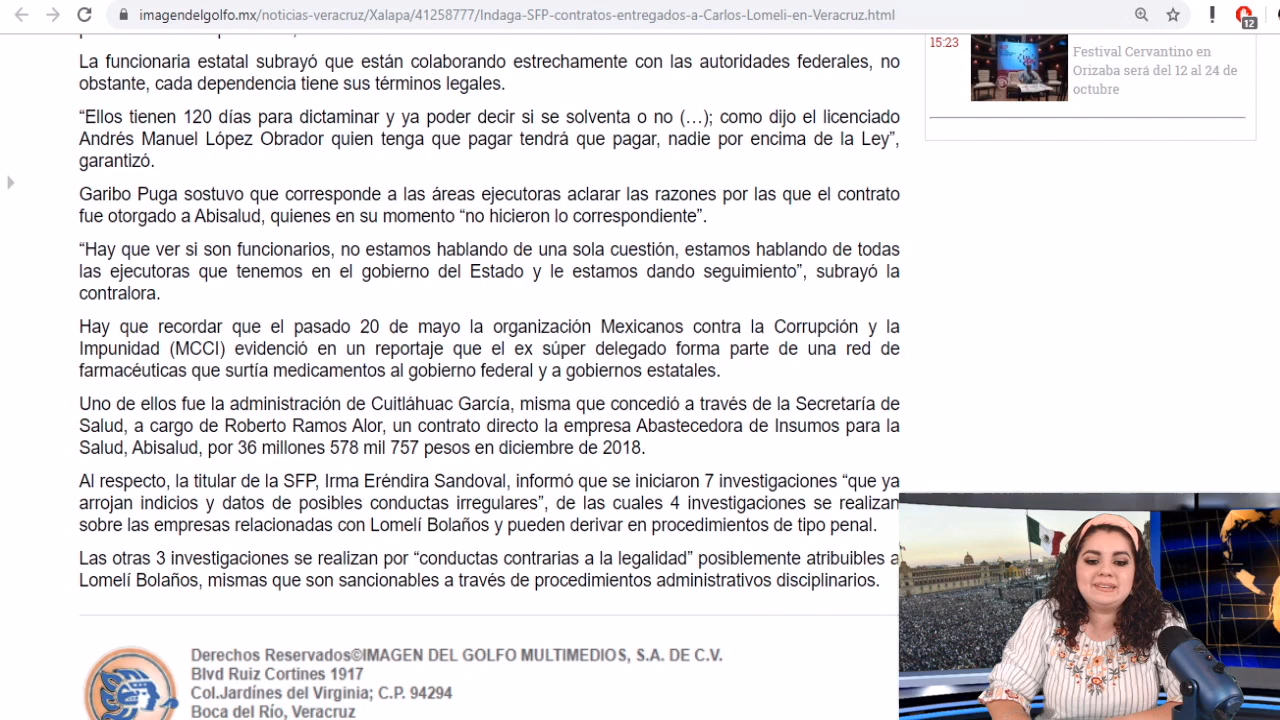 imagendelgolfo.mx/noticias-veracruz/Xalapa/41258777/Indaga-SFP-contratos-entregados-a-Carlos-Lomeli-en-Veracruz.html
12
La funcionaria estatal subrayó que están colaborando estrechamente con las autoridades federales, no
obstante, cada dependencia tiene sus términos legales.
“Ellos tienen 120 días para dictaminar y ya poder decir si se solventa o no (…); como dijo el licenciado
Andrés Manuel López Obrador quien tenga que pagar tendrá que pagar, nadie por encima de la Ley”,
garantizó.
Garibo Puga sostuvo que corresponde a las áreas ejecutoras aclarar las razones por las que el contrato
fue otorgado a Abisalud, quienes en su momento “no hicieron lo correspondiente”.
“Hay que ver si son funcionarios, no estamos hablando de una sola cuestión, estamos hablando de todas
las ejecutoras que tenemos en el gobierno del Estado y le estamos dando seguimiento”, subrayó la
contralora.
Hay que recordar que el pasado 20 de mayo la organización Mexicanos contra la Corrupción y la
Impunidad (MCCI) evidenció en un reportaje que el ex súper delegado forma parte de una red de
farmacéuticas que surtía medicamentos al gobierno federal y a gobiernos estatales.
Uno de ellos fue la administración de Cuitláhuac García, misma que concedió a través de la Secretaría de
Salud, a cargo de Roberto Ramos Alor, un contrato directo la empresa Abastecedora de Insumos para la
Salud, Abisalud, por 36 millones 578 mil 757 pesos en diciembre de 2018.
Al respecto, la titular de la SFP, Irma Eréndira Sandoval, informó que se iniciaron 7 investigaciones “que ya
arrojan indicios y datos de posibles conductas irregulares”, de las cuales 4 investigaciones se realizan
sobre las empresas relacionadas con Lomelí Bolaños y pueden derivar en procedimientos de tipo penal.
Las otras 3 investigaciones se realizan por “conductas contrarias a la legalidad” posiblemente atribuibles a
Lomelí Bolaños, mismas que son sancionables a través de procedimientos administrativos disciplinarios.
15:23
Festival Cervantino en
Orizaba será del 12 al 24 de
octubre
Derechos Reservados©IMAGEN DEL GOLFO MULTIMEDIOS, S.A. DE C.V.
Blvd Ruiz Cortines 1917
Col.Jardínes del Virginia; C.P. 94294
Boca del Río, Veracruz